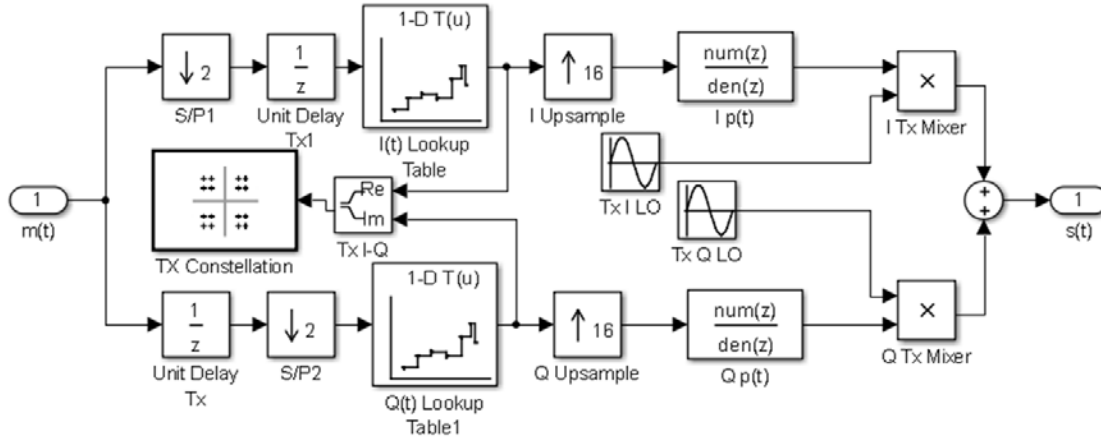 1
m(t)
↓ 2
S/P1
1
z
Unit Delay
Tx1
1-D T(u)
I(t) Lookup
Table
↑ 16
I Upsample
num(z)
den(z)
I p(t)
×
I Tx Mixer
TX Constellation
Re
Im
Tx I-Q
Tx I LO
Tx Q LO
+
+
1
s(t)
1
z
Unit Delay
Tx
↓ 2
S/P2
1-D T(u)
Q(t) Lookup
Table1
↑ 16
Q Upsample
num(z)
den(z)
Q p(t)
×
Q Tx Mixer